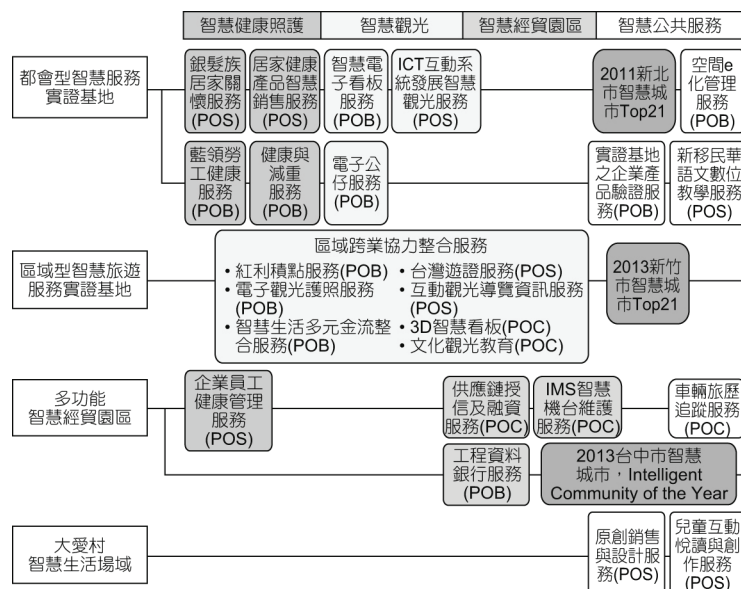 智慧健康照護
智慧觀光
智慧經貿園區
智慧公共服務
都會型智慧服務
實證基地
銀髮族
居家關
懷服務
(POS)
居家健康
產品智慧
銷售服務
(POS)
智慧電
子看板
服務
(POB)
ICT互動系
統發展智慧
觀光服務
(POS)
2011新北
市智慧城
市Top21
空間e
化管理
服務
(POB)
藍領勞
工健康
服務
(POB)
健康與
減重
服務
(POB)
電子公
仔服務
(POB)
實證基地
之企業產
品驗證服
務(POB)
新移民華
語文數位
教學服務
(POS)
區域型智慧旅遊
服務實證基地
區域跨業協力整合服務
• 紅利積點服務(POB)
• 電子觀光護照服務
(POB)
• 智彗生活多元金流整
合服務(POB)
• 台灣遊證服務(POS)
• 互動觀光導覽資訊服務
(POS)
• 3D智慧看板(POC)
• 文化觀光教育(POC)
2013新竹
市智慧城
市Top21
多功能
智慧經貿園區
企業員工
健康管理
服務
(POS)
供應鏈授
信及融資
服務(POC)
IMS智慧
機台維護
服務(POC)
車輛旅歷
追蹤服務
(POC)
工程資料
銀行服務
(POB)
2013台中市智慧
城市，Intelligent
Community of the Year
大愛村
智慧生活場域
原創銷售
與設計服
務(POS)
兒童互動
悅讀與創
作服務
(POS)